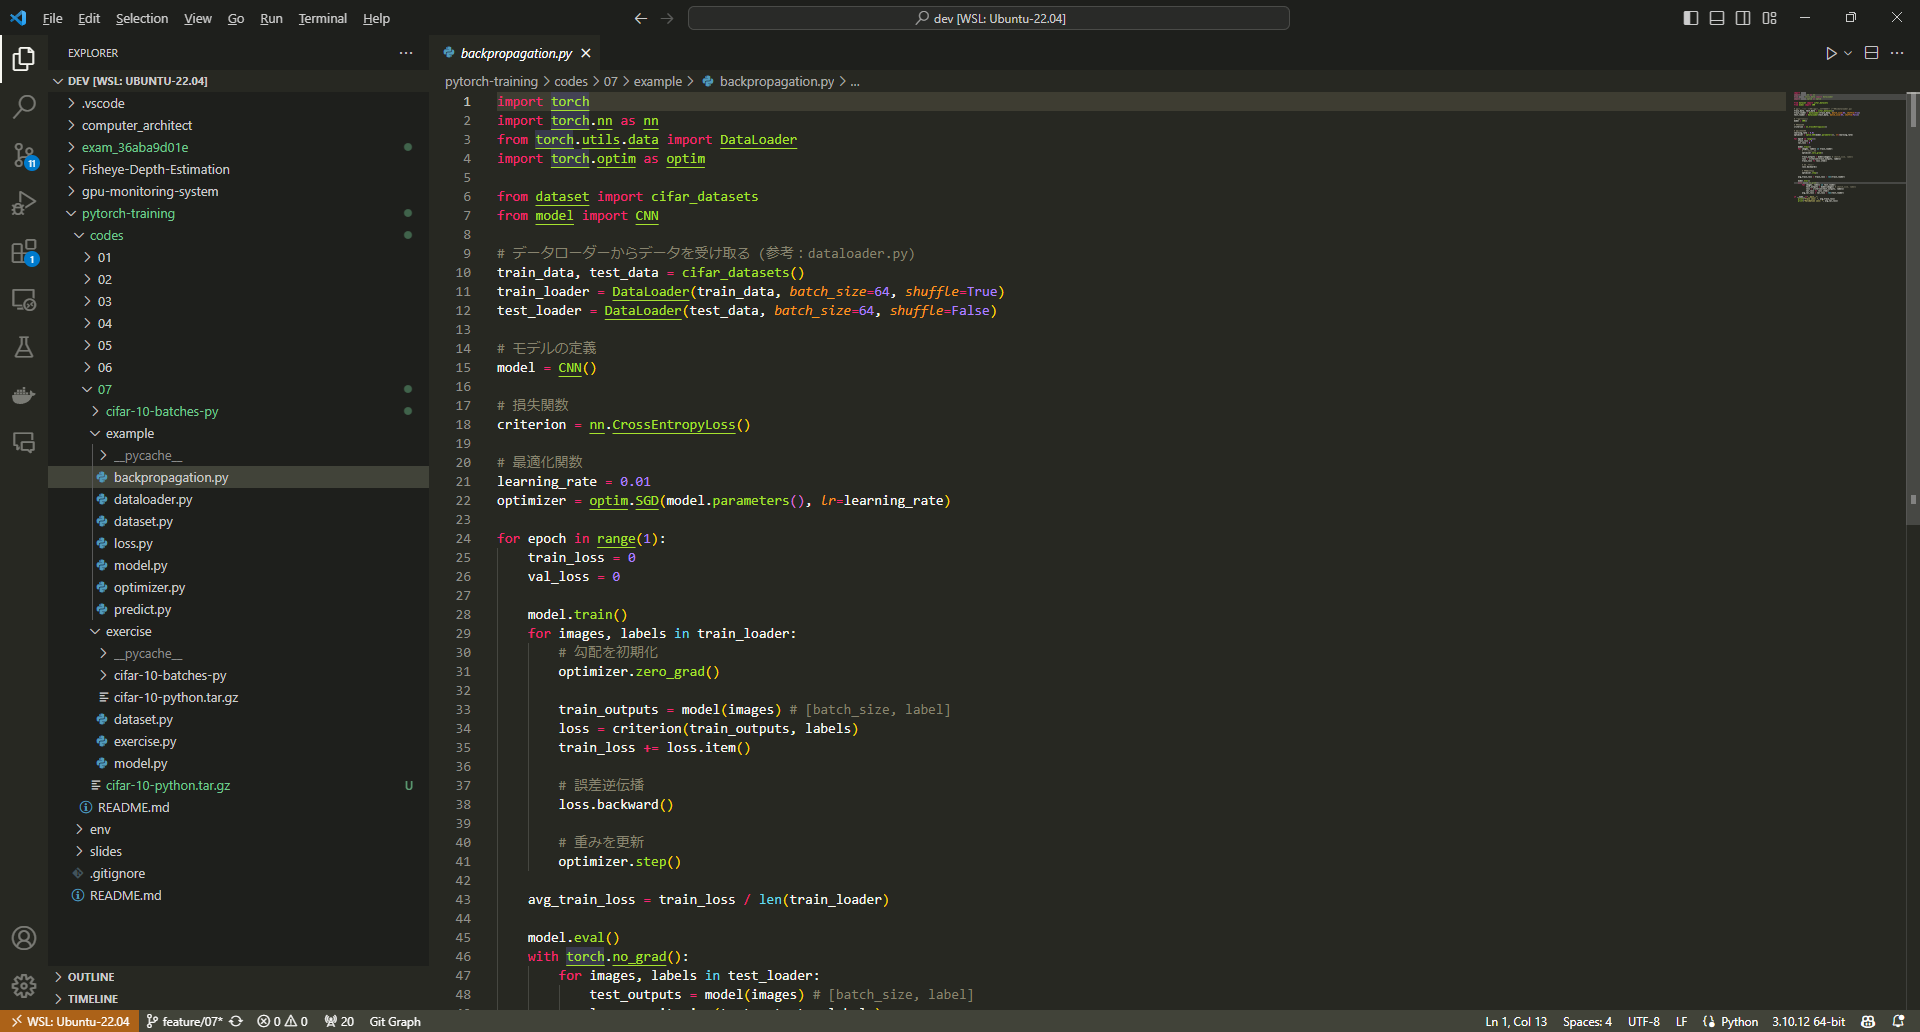 File Edit Selection View Go Run Terminal Help
dev [WSL: Ubuntu-22.04]
EXPLORER
DEV [WSL: UBUNTU-22.04]
.vscode
computer_architect
exam_36aba9d01e
Fisheye-Depth-Estimation
gpu-monitoring-system
pytorch-training
codes
01
02
03
04
05
06
07
cifar-10-batches-py
example
__pycache__
backpropagation.py
dataloader.py
dataset.py
loss.py
model.py
optimizer.py
predict.py
exercise
__pycache__
cifar-10-batches-py
cifar-10-python.tar.gz
dataset.py
exercise.py
model.py
cifar-10-python.tar.gz U
README.md
env
slides
.gitignore
README.md
OUTLINE
TIMELINE
11
1
backpropagation.py
pytorch-training > codes > 07 > example > backpropagation.py > ...
1 import torch
2 import torch.nn as nn
3 from torch.utils.data import DataLoader
4 import torch.optim as optim
5
6 from dataset import cifar_datasets
7 from model import CNN
8
9 # データローダーからデータを受け取る (参考：dataloader.py)
10 train_data, test_data = cifar_datasets()
11 train_loader = DataLoader(train_data, batch_size=64, shuffle=True)
12 test_loader = DataLoader(test_data, batch_size=64, shuffle=False)
13
14 # モデルの定義
15 model = CNN()
16
17 # 損失関数
18 criterion = nn.CrossEntropyLoss()
19
20 # 最適化関数
21 learning_rate = 0.01
22 optimizer = optim.SGD(model.parameters(), lr=learning_rate)
23
24 for epoch in range(1):
25 train_loss = 0
26 val_loss = 0
27
28 model.train()
29 for images, labels in train_loader:
30 # 勾配を初期化
31 optimizer.zero_grad()
32
33 train_outputs = model(images) # [batch_size, label]
34 loss = criterion(train_outputs, labels)
35 train_loss += loss.item()
36
37 # 誤差逆伝播
38 loss.backward()
39
40 # 重みを更新
41 optimizer.step()
42
43 avg_train_loss = train_loss / len(train_loader)
44
45 model.eval()
46 with torch.no_grad():
47 for images, labels in test_loader:
48 test_outputs = model(images) # [batch_size, label]
WSL: Ubuntu-22.04 feature/07* 0 0 20 Git Graph
Ln 1, Col 13 Spaces: 4 UTF-8 LF Python 3.10.12 64-bit